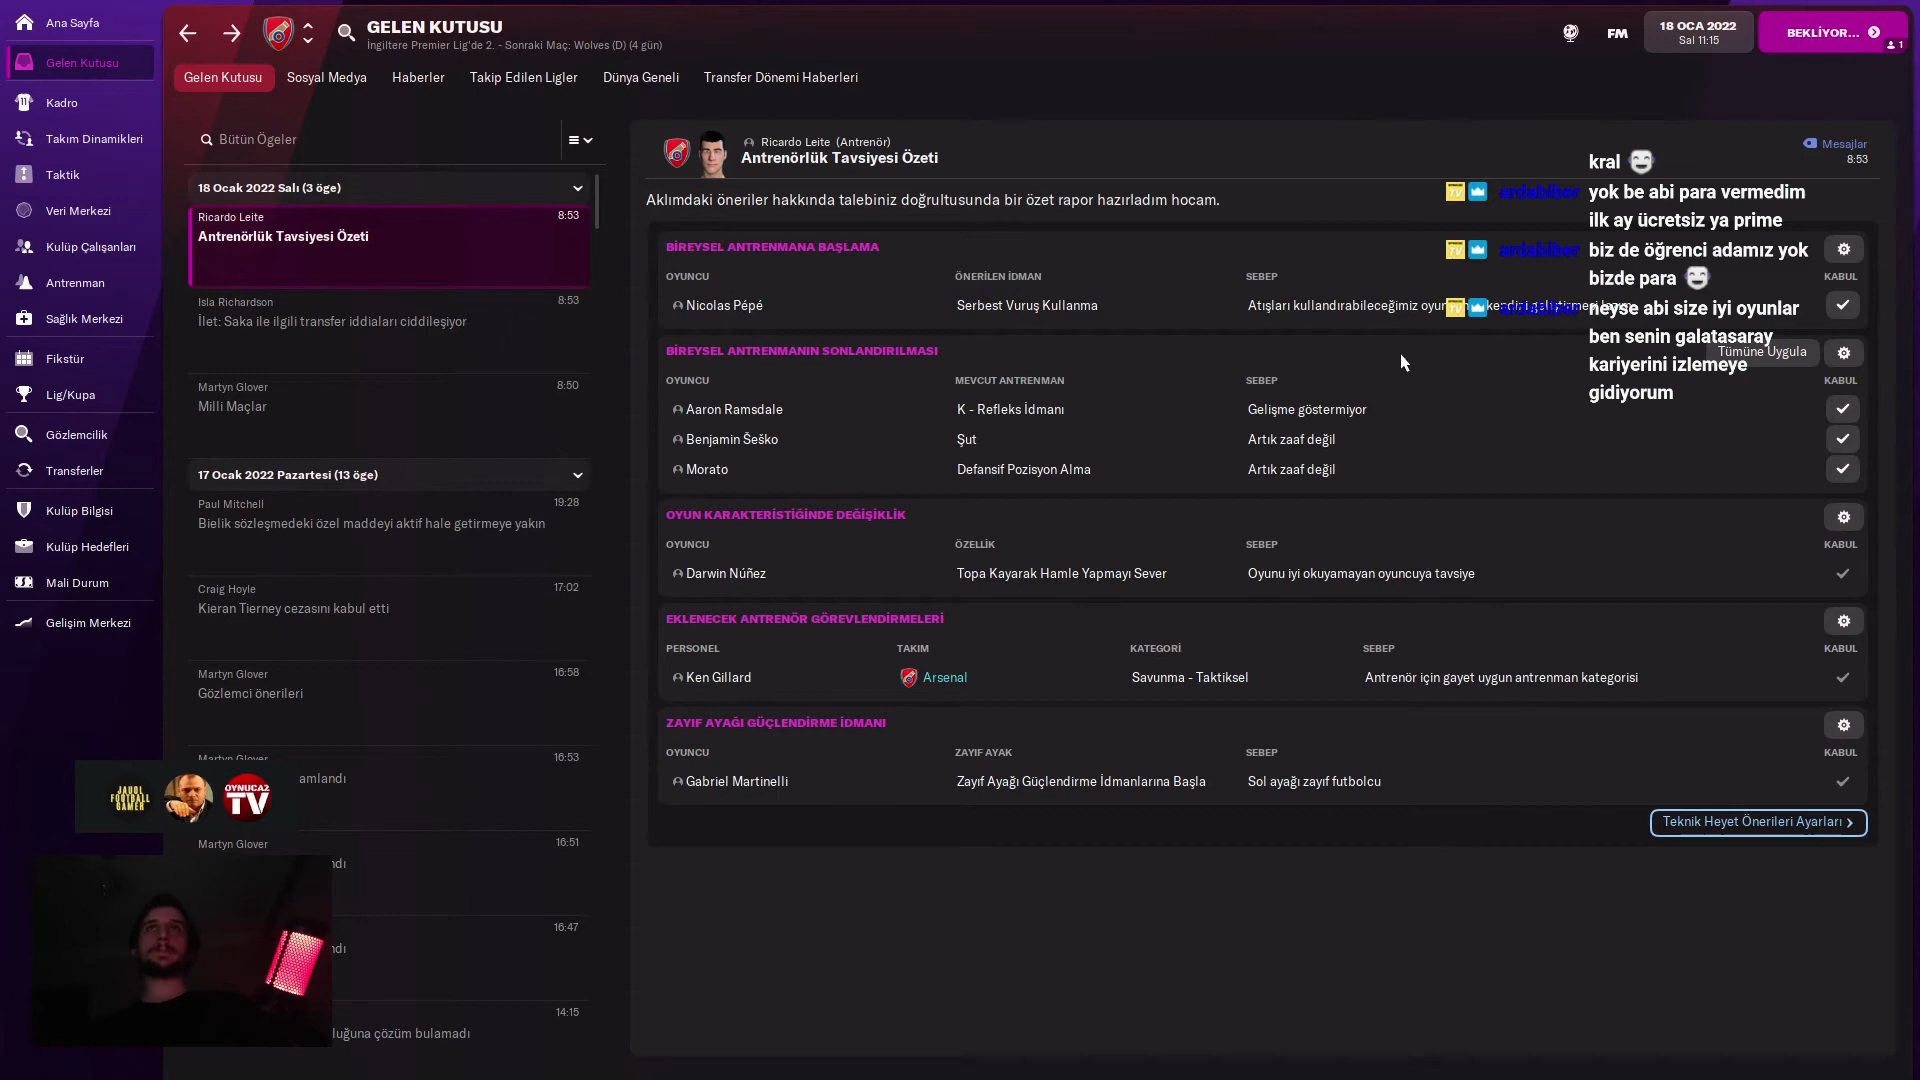 Ana Sayfa
Gelen Kutusu
Kadro
Takım Dinamikleri
Taktik
Veri Merkezi
Kulüp Çalışanları
Antrenman
Sağlık Merkezi
Fikstür
Lig/Kupa
Gözlemcilik
Transferler
Kulüp Bilgisi
Kulüp Hedefleri
Mali Durum
Gelişim Merkezi
GELEN KUTUSU
İngiltere Premier Lig'de 2. - Sonraki Maç: Wolves (D) (4 gün)
FM
18 OCA 2022
Sal 11:15
BEKLİYOR...
1
Gelen Kutusu
Sosyal Medya
Haberler
Takip Edilen Ligler
Dünya Geneli
Transfer Dönemi Haberleri
Bütün Ögeler
18 Ocak 2022 Salı (3 öge)
Ricardo Leite 8:53
Antrenörlük Tavsiyesi Özeti
Isla Richardson 8:53
İlet: Saka ile ilgili transfer iddiaları ciddileşiyor
Martyn Glover 8:50
Milli Maçlar
17 Ocak 2022 Pazartesi (13 öge)
Paul Mitchell 19:28
Bielik sözleşmedeki özel maddeyi aktif hale getirmeye yakın
Craig Hoyle 17:02
Kieran Tierney cezasını kabul etti
Martyn Glover 16:58
Gözlemci önerileri
Martyn Glover 16:53
amlandı
Martyn Glover 16:51
ndı
16:47
ndı
14:15
luğuna çözüm bulamadı
JAUOL FOOTBALL GAMER
OYNUCAZ TV
Ricardo Leite (Antrenör)
Antrenörlük Tavsiyesi Özeti
Mesajlar
8:53
Aklımdaki öneriler hakkında talebiniz doğrultusunda bir özet rapor hazırladım hocam.
BİREYSEL ANTRENMANA BAŞLAMA
OYUNCU ÖNERİLEN İDMAN SEBEP KABUL
Nicolas Pépé Serbest Vuruş Kullanma Atışları kullandırabileceğimiz
BİREYSEL ANTRENMANIN SONLANDIRILMASI
Tümüne Uygula
OYUNCU MEVCUT ANTRENMAN SEBEP KABUL
Aaron Ramsdale K - Refleks İdmanı Gelişme göstermiyor
Benjamin Šeško Şut Artık zaaf değil
Morato Defansif Pozisyon Alma Artık zaaf değil
OYUN KARAKTERİSTİĞİNDE DEĞİŞİKLİK
OYUNCU ÖZELLİK SEBEP KABUL
Darwin Núñez Topa Kayarak Hamle Yapmayı Sever Oyunu iyi okuyamayan oyuncuya tavsiye
EKLENECEK ANTRENÖR GÖREVLENDİRMELERİ
PERSONEL TAKIM KATEGORİ SEBEP KABUL
Ken Gillard Arsenal Savunma - Taktiksel Antrenör için gayet uygun antrenman kategorisi
ZAYIF AYAĞI GÜÇLENDİRME İDMANI
OYUNCU ZAYIF AYAK SEBEP KABUL
Gabriel Martinelli Zayıf Ayağı Güçlendirme İdmanlarına Başla Sol ayağı zayıf futbolcu
Teknik Heyet Önerileri Ayarları
kral
ardabiber yok be abi para vermedim
ilk ay ücretsiz ya prime
ardabiber biz de öğrenci adamız yok
bizde para
ardabiber neyse abi size iyi oyunlar
ben senin galatasaray
kariyerini izlemeye
gidiyorum